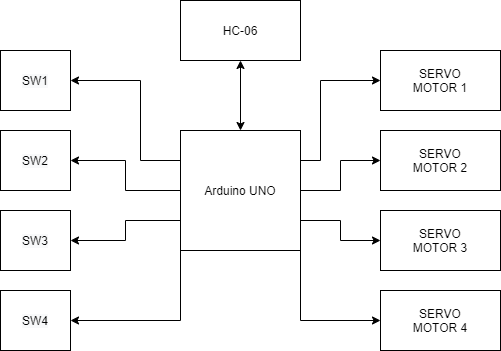 HC-06
SW1
SERVO
MOTOR 1
SW2
Arduino UNO
SERVO
MOTOR 2
SW3
SERVO
MOTOR 3
SW4
SERVO
MOTOR 4